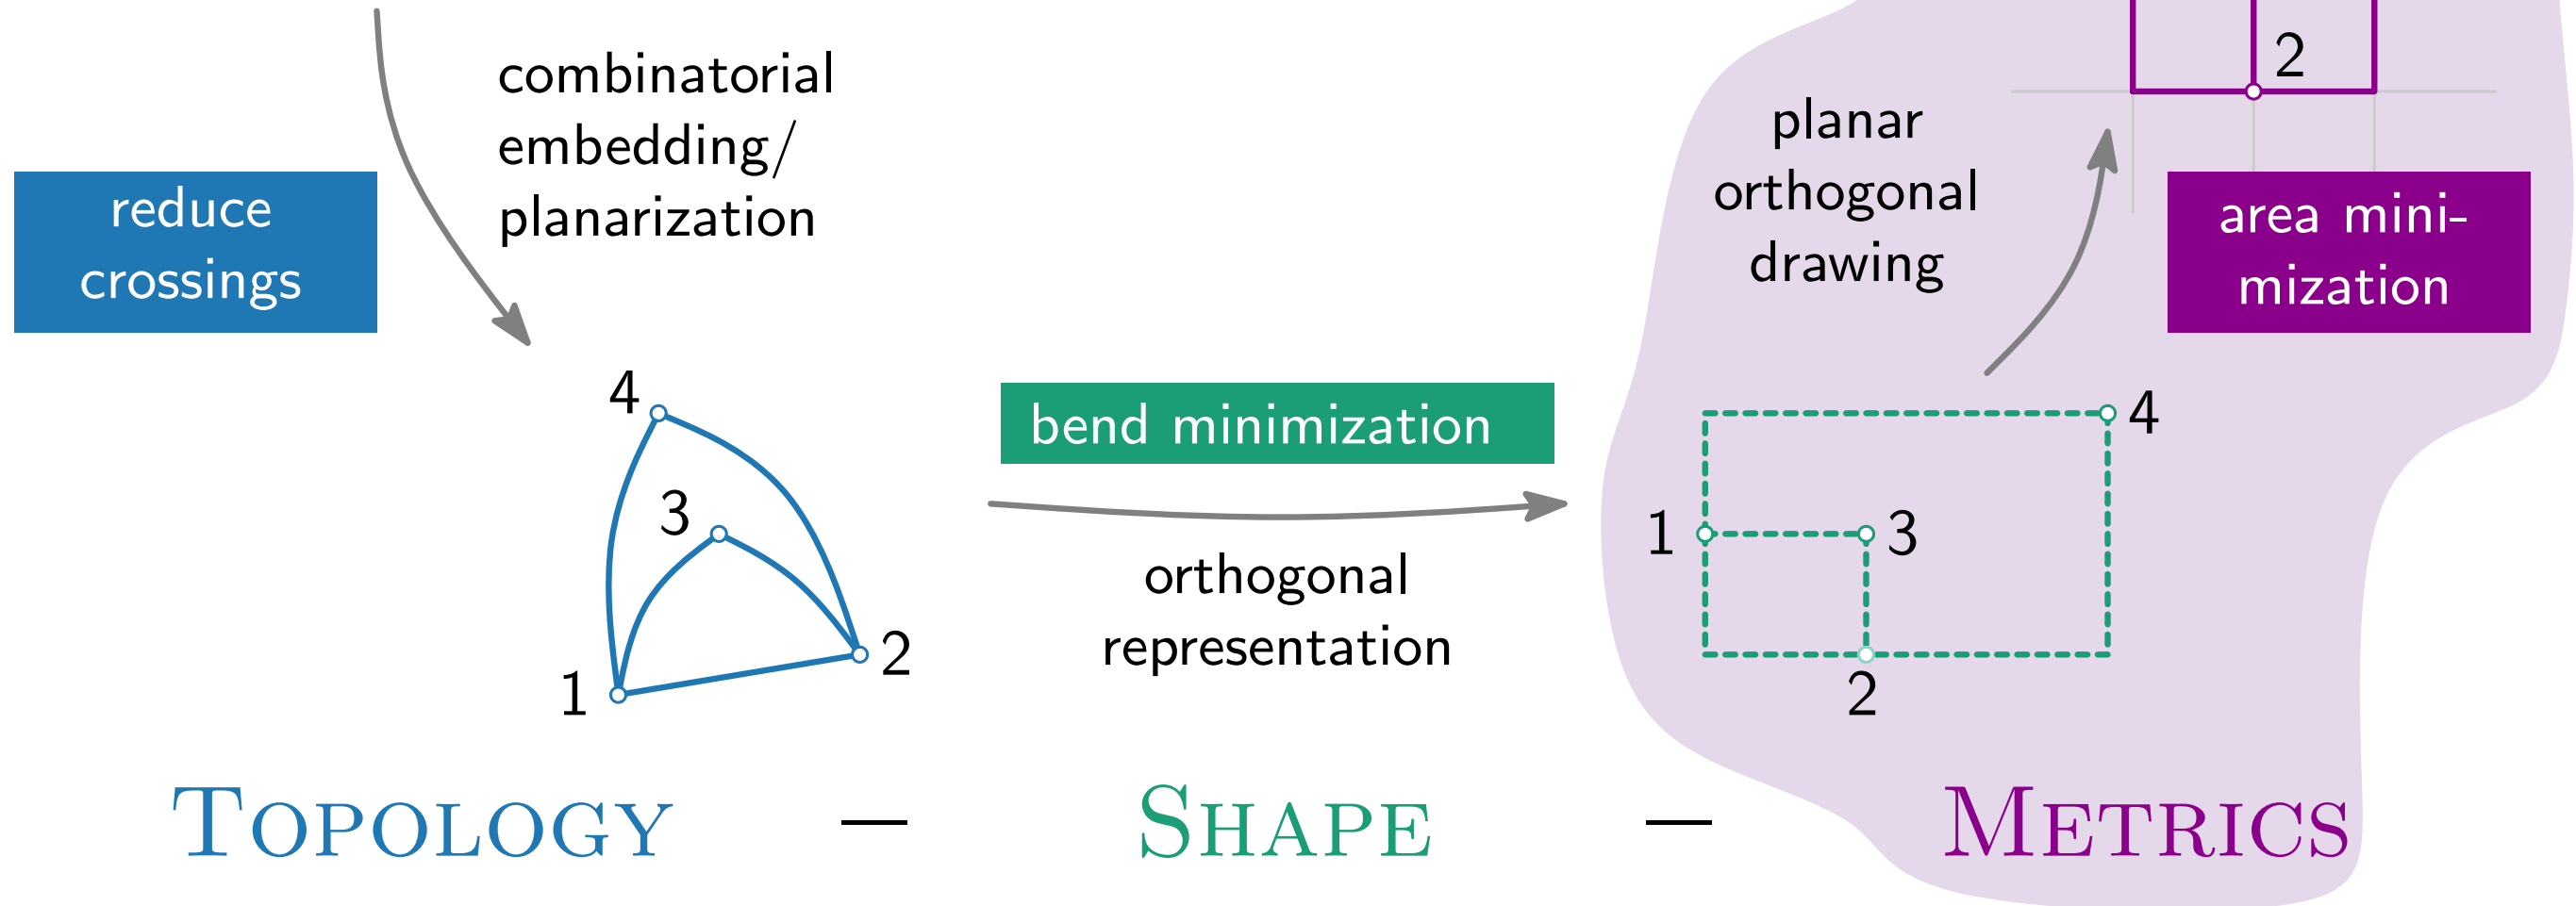 combinatorial
embedding/
planarization
reduce
crossings
4
3
1
2
bend minimization
orthogonal
representation
2
planar
orthogonal
drawing
area mini-
mization
4
1
3
2
TOPOLOGY – SHAPE – METRICS